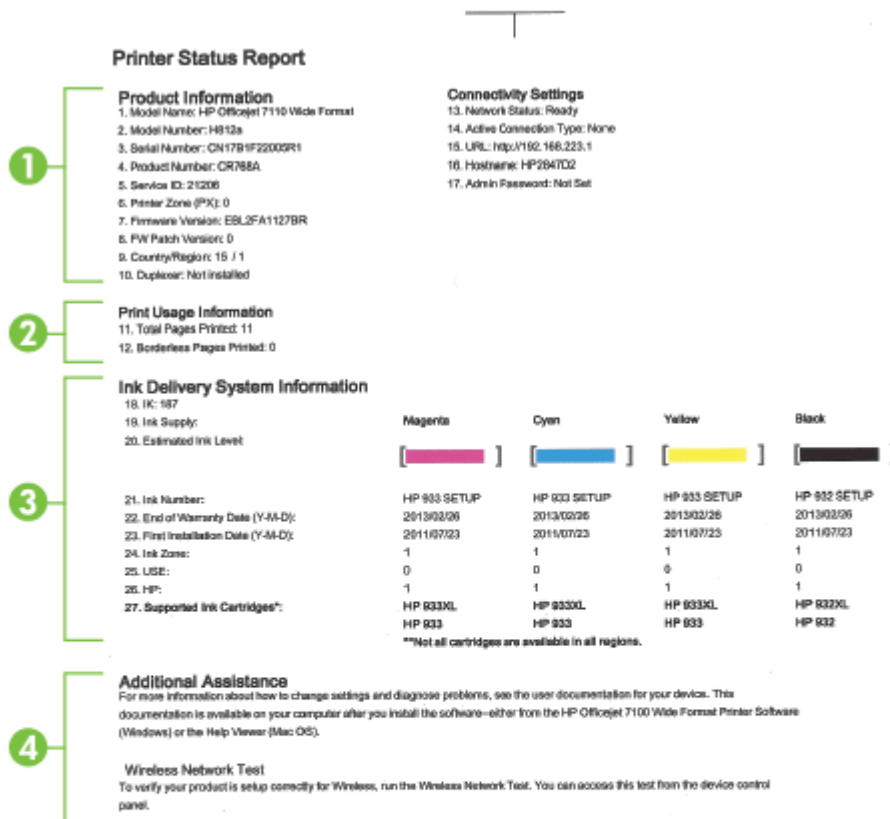 Printer Status Report
1
Product Information
1. Model Name: HP Officejet 7110 Wide Format
2. Model Number: H812a
3. Serial Number: CN17B1F22005R1
4. Product Number: CR768A
5. Service ID: 21206
6. Printer Zone (PX): 0
7. Firmware Version: EBL2FA1127BR
8. FW Patch Version: 0
9. Country/Region: 15 / 1
10. Duplexer: Not installed
Connectivity Settings
13. Network Status: Ready
14. Active Connection Type: None
15. URL: http://192.168.223.1
16. Hostname: HP2847D2
17. Admin Password: Not Set
2
Print Usage Information
11. Total Pages Printed: 11
12. Borderless Pages Printed: 0
3
Ink Delivery System Information
18. IK: 187
19. Ink Supply: Magenta Cyan Yellow Black
20. Estimated Ink Level:
[ ] [ ] [ ] [
21. Ink Number: HP 933 SETUP HP 933 SETUP HP 933 SETUP HP 932 SETUP
22. End of Warranty Date (Y-M-D): 2013/02/26 2013/02/26 2013/02/26 2013/02/26
23. First Installation Date (Y-M-D): 2011/07/23 2011/07/23 2011/07/23 2011/07/23
24. Ink Zone: 1 1 1 1
25. USE: 0 0 0 0
26. HP: 1 1 1 1
27. Supported Ink Cartridges*: HP 933XL HP 933XL HP 933XL HP 932XL
HP 933 HP 933 HP 933 HP 932
**Not all cartridges are available in all regions.
4
Additional Assistance
For more information about how to change settings and diagnose problems, see the user documentation for your device. This
documentation is available on your computer after you install the software–either from the HP Officejet 7100 Wide Format Printer Software
(Windows) or the Help Viewer (Mac OS).
Wireless Network Test
To verify your product is setup correctly for Wireless, run the Wireless Network Test. You can access this test from the device control
panel.